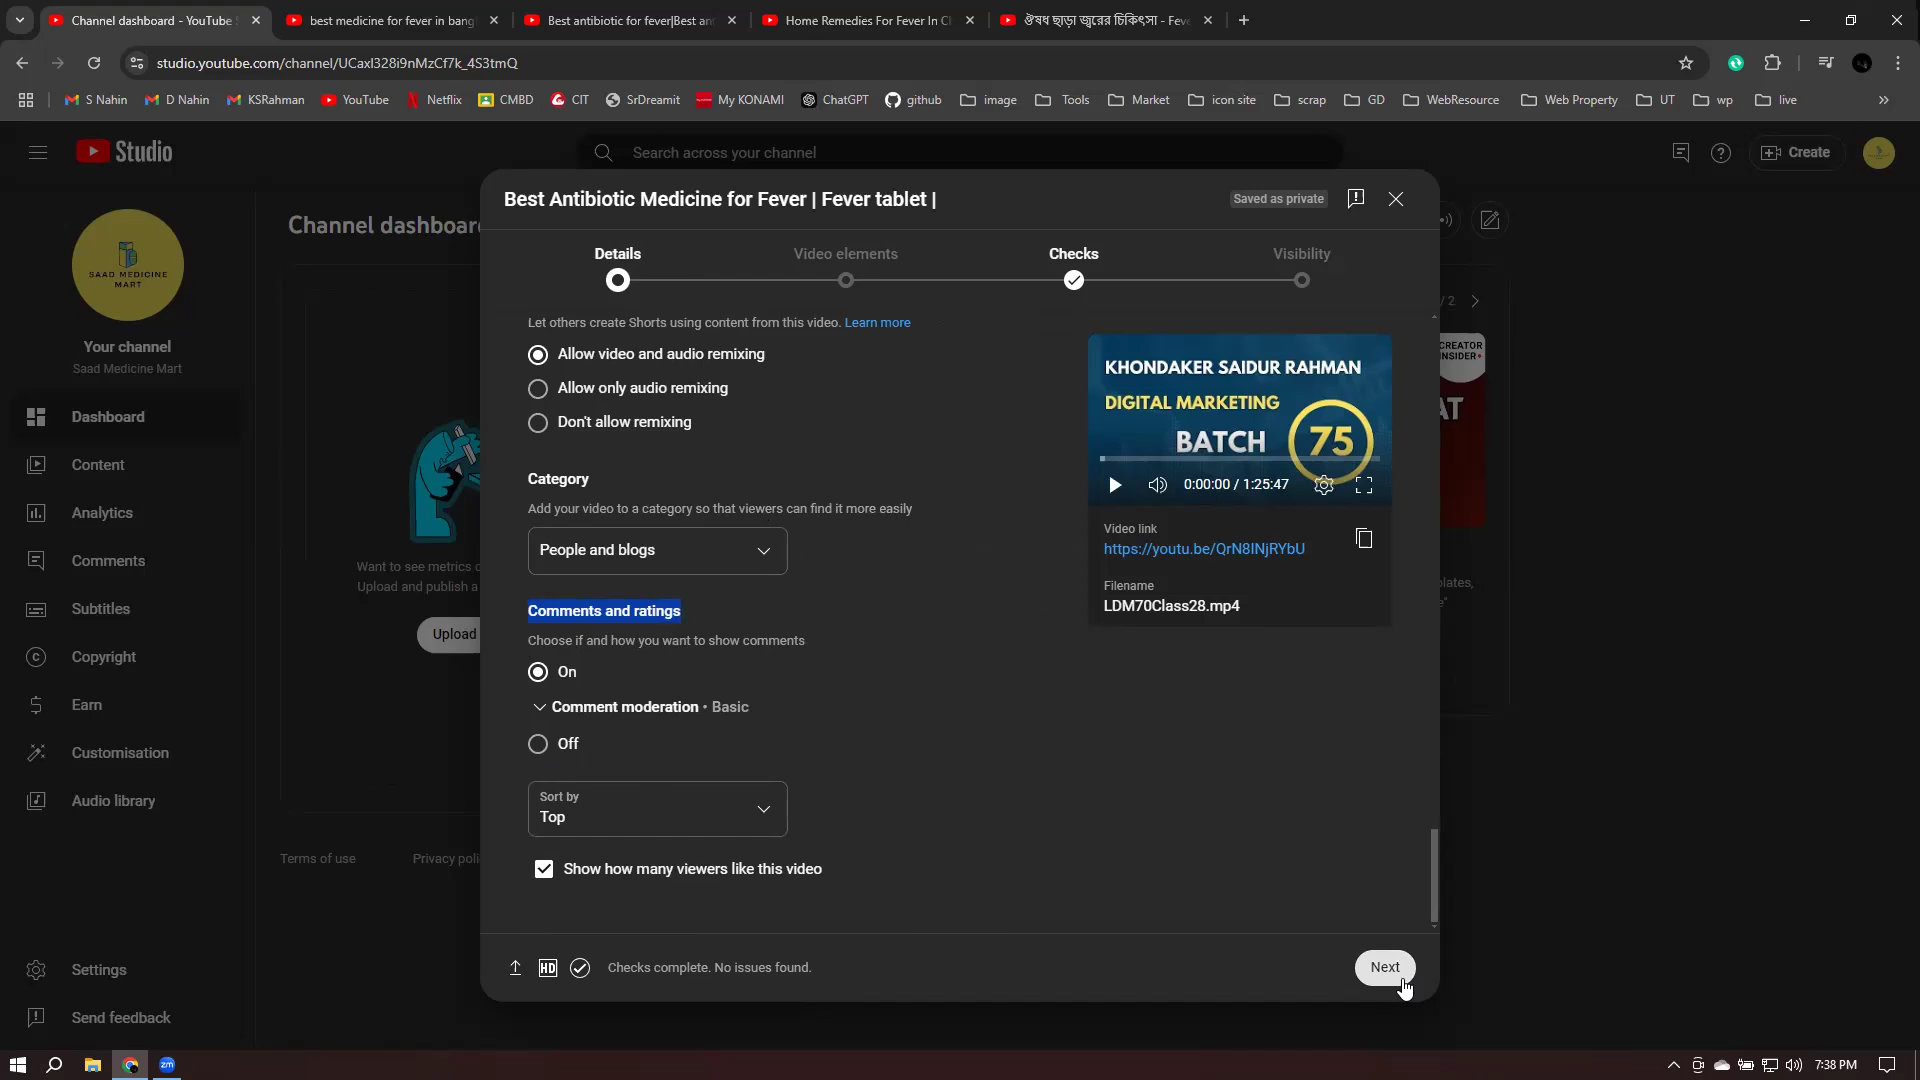 Channel dashboard - YouTube
best medicine for fever in bang
Best antibiotic for fever|Best an
Home Remedies For Fever In C
ঔষধ ছাড়া জ্বরের চিকিৎসা - Feve
studio.youtube.com/channel/UCaxl328i9nMzCf7k_4S3tmQ
S Nahin
D Nahin
KSRahman
YouTube
Netflix
CMBD
CIT
SrDreamit
My KONAMI
ChatGPT
github
image
Tools
Market
icon site
scrap
GD
WebResource
Web Property
UT
wp
live
Studio
Search across your channel
Create
SAAD MEDICINE
MART
Your channel
Saad Medicine Mart
Dashboard
Content
Analytics
Comments
Subtitles
Copyright
Earn
Customisation
Audio library
Settings
Send feedback
Channel dashboard
Want to see metrics
Upload and publish a
Upload
Terms of use
Privacy poli
/ 2
CREATOR
INSIDER
AT
plates,
Best Antibiotic Medicine for Fever | Fever tablet |
Saved as private
Details
Video elements
Checks
Visibility
Let others create Shorts using content from this video. Learn more
Allow video and audio remixing
Allow only audio remixing
Don't allow remixing
Category
Add your video to a category so that viewers can find it more easily
People and blogs
Comments and ratings
Choose if and how you want to show comments
On
Comment moderation • Basic
Off
Sort by
Top
Show how many viewers like this video
KHONDAKER SAIDUR RAHMAN
DIGITAL MARKETING
BATCH
75
0:00:00 / 1:25:47
Video link
https://youtu.be/QrN8INjRYbU
Filename
LDM70Class28.mp4
HD
Checks complete. No issues found.
Next
zm
7:38 PM